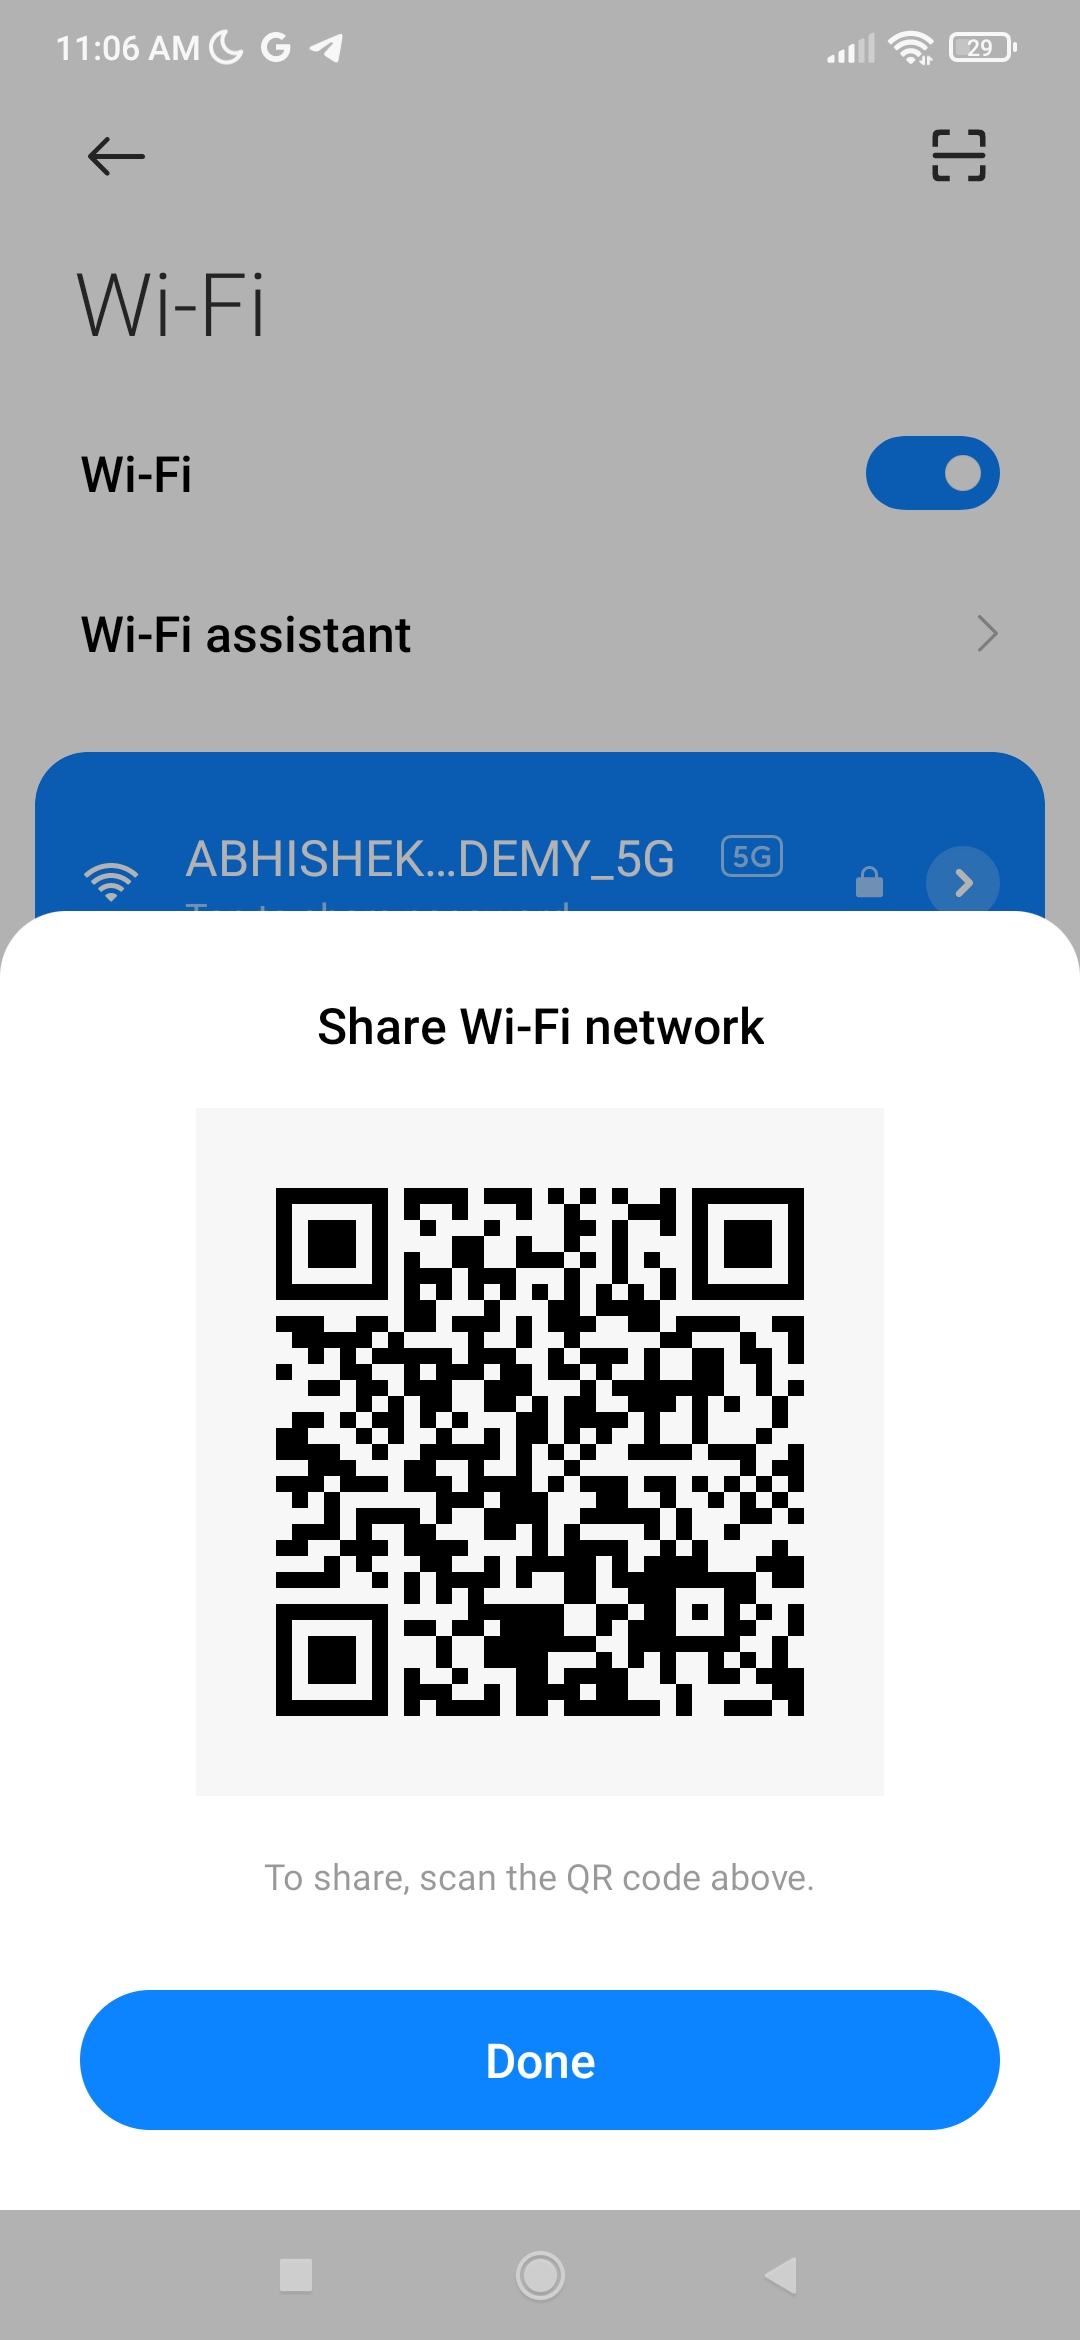 11:06 AM
29
Wi-Fi
Wi-Fi
Wi-Fi assistant
ABHISHEK...DEMY_5G 5G
Share Wi-Fi network
To share, scan the QR code above.
Done